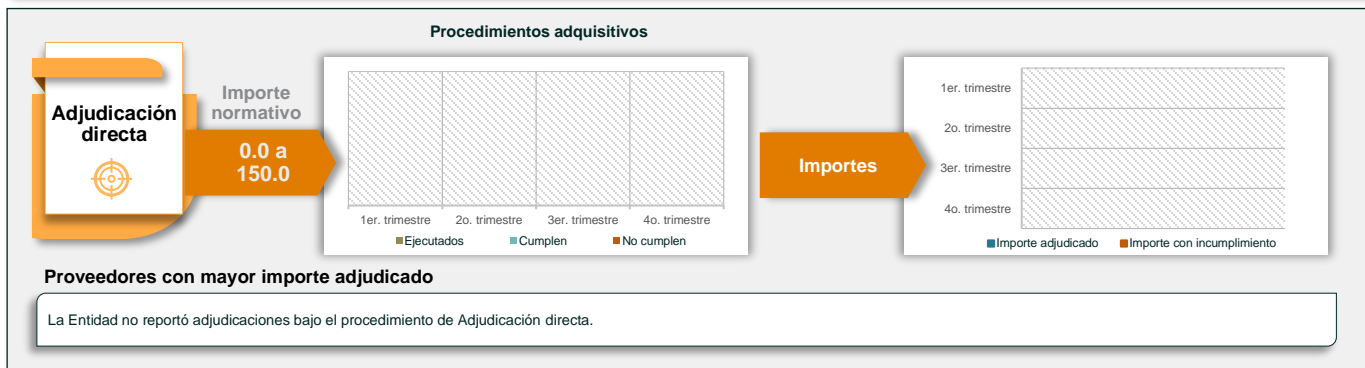 Procedimientos adquisitivos
Adjudicación
directa
Importe
normativo
0.0 a
150.0
1er. trimestre
2o. trimestre
3er. trimestre
4o. trimestre
Ejecutados
Cumplen
No cumplen
Importes
1er. trimestre
2o. trimestre
3er. trimestre
4o. trimestre
Importe adjudicado
Importe con incumplimiento
Proveedores con mayor importe adjudicado
La Entidad no reportó adjudicaciones bajo el procedimiento de Adjudicación directa.